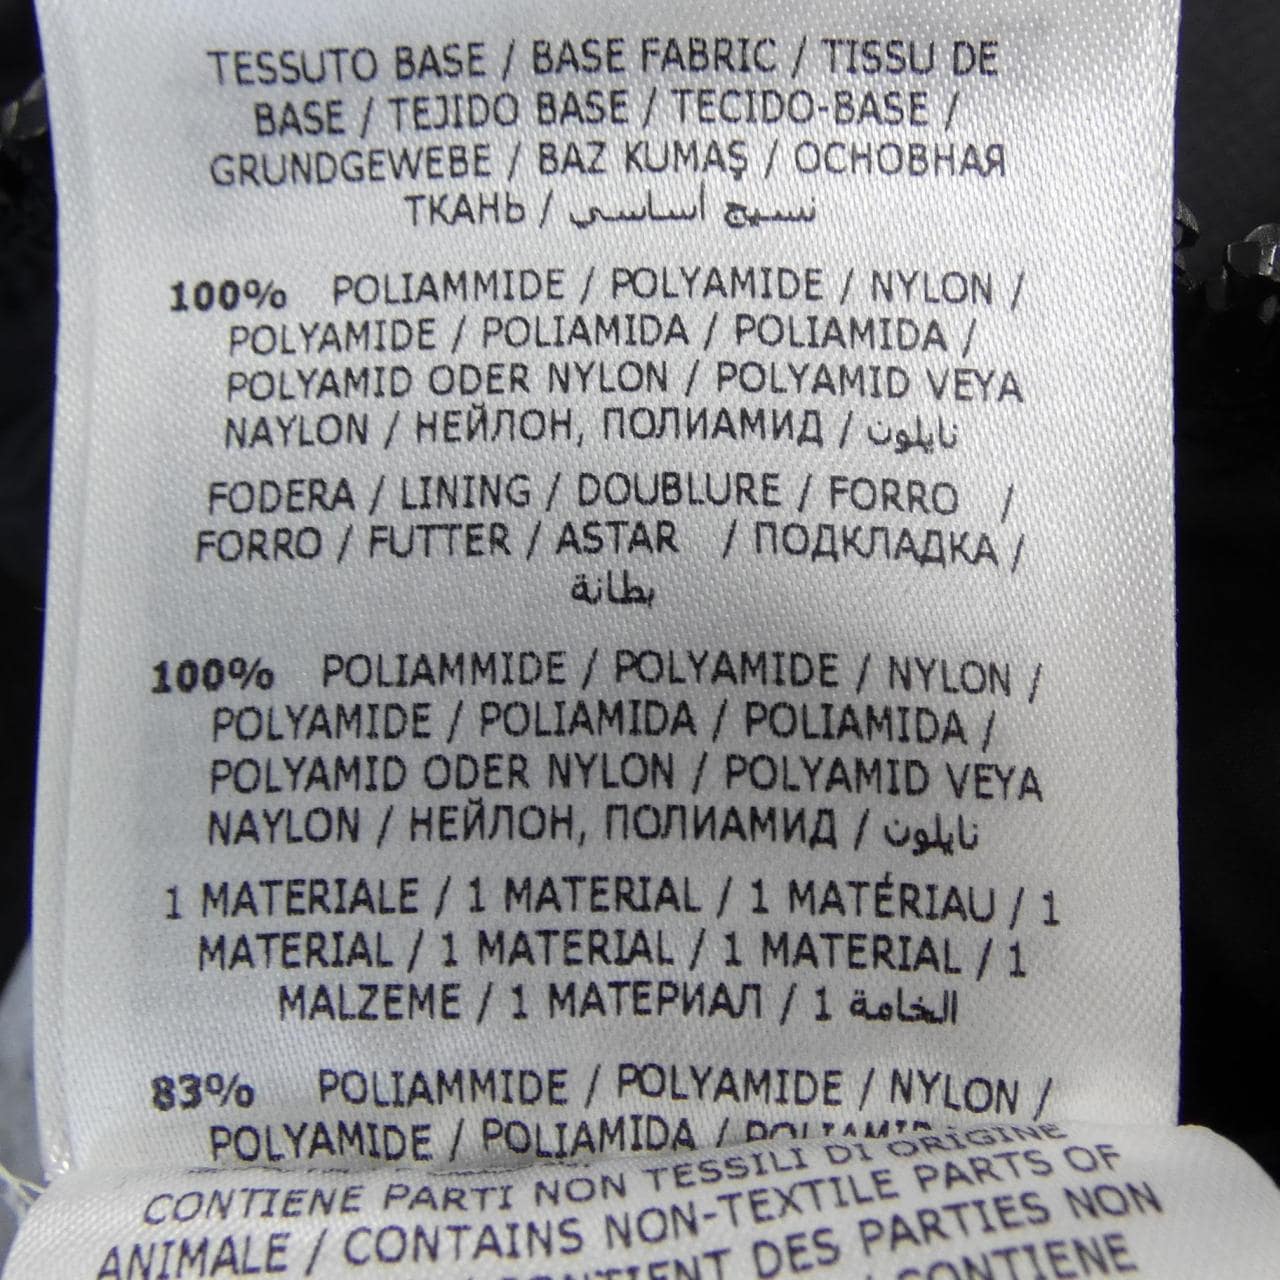 TESSUTO BASE / BASE FABRIC / TISSU DE
BASE / TEJIDO BASE / TECIDO-BASE /
GRUNDGEWEBE / BAZ KUMAŞ / ОСНОВНАЯ
ТКАНЬ / نسيج أساسي
100% POLIAMMIDE / POLYAMIDE / NYLON /
POLYAMIDE / POLIAMIDA / POLIAMIDA /
POLYAMID ODER NYLON / POLYAMID VEYA
NAYLON / НЕЙЛОН, ПОЛИАМИД / نايلون
FODERA / LINING / DOUBLURE / FORRO /
FORRO / FUTTER / ASTAR / ПОДКЛАДКА /
بطانة
100% POLIAMMIDE / POLYAMIDE / NYLON /
POLYAMIDE / POLIAMIDA / POLIAMIDA /
POLYAMID ODER NYLON / POLYAMID VEYA
NAYLON / НЕЙЛОН, ПОЛИАМИД / نايلون
1 MATERIALE / 1 MATERIAL / 1 MATÉRIAU / 1
MATERIAL / 1 MATERIAL / 1 MATERIAL / 1
MALZEME / 1 МАТЕРИАЛ / 1 الخامة
83% POLIAMMIDE / POLYAMIDE / NYLON /
POLYAMIDE / POLIAMIDA /
CONTIENE PARTI NON TESSILI DI ORIGINE
ANIMALE / CONTAINS NON-TEXTILE PARTS OF
DES PARTIES NON